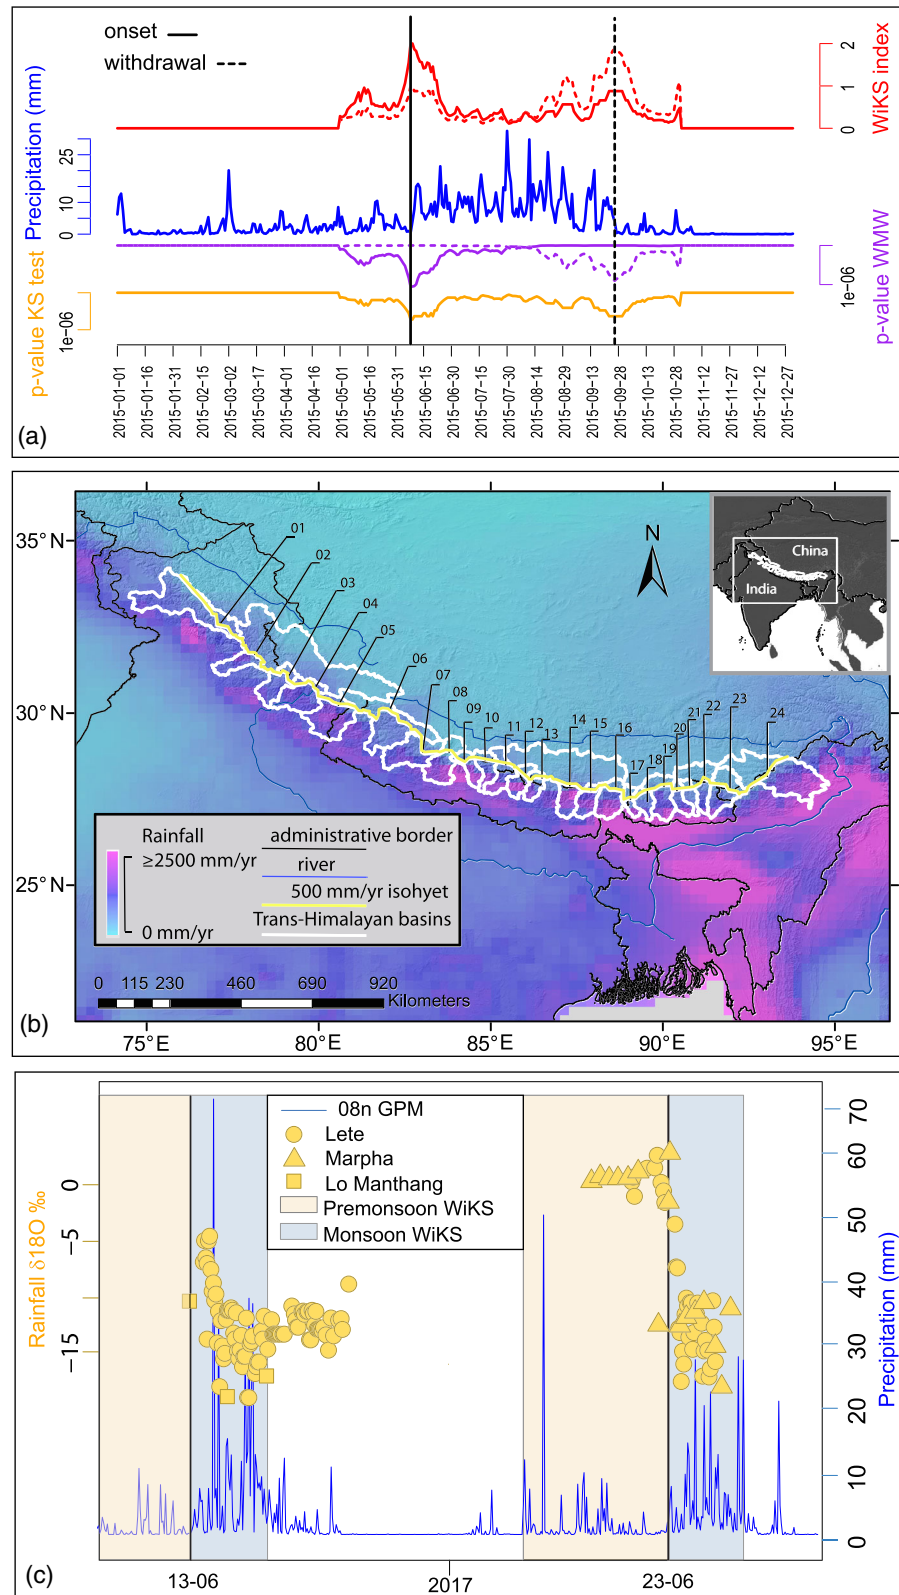 onset
withdrawal
Precipitation (mm)
0
10
25
p-value KS test
1e-06
WiKS index
0
1
2
p-value WMW
1e-06
2015-01-01
2015-01-16
2015-01-31
2015-02-15
2015-03-02
2015-03-17
2015-04-01
2015-04-16
2015-05-01
2015-05-16
2015-05-31
2015-06-15
2015-06-30
2015-07-15
2015-07-30
2015-08-14
2015-08-29
2015-09-13
2015-09-28
2015-10-13
2015-10-28
2015-11-12
2015-11-27
2015-12-12
2015-12-27
(a)
35°N
30°N
25°N
01
02
03
04
05
06
07
08
09
10
11
12
13
14
15
16
17
18
19
20
21
22
23
24
N
China
India
Rainfall
≥2500 mm/yr
0 mm/yr
administrative border
river
500 mm/yr isohyet
Trans-Himalayan basins
0 115 230 460 690 920
Kilometers
(b)
75°E
80°E
85°E
90°E
95°E
08n GPM
Lete
Marpha
Lo Manthang
Premonsoon WiKS
Monsoon WiKS
Rainfall δ18O ‰
0
−5
−15
Precipitation (mm)
70
60
50
40
30
20
10
0
13-06
2017
23-06
(c)